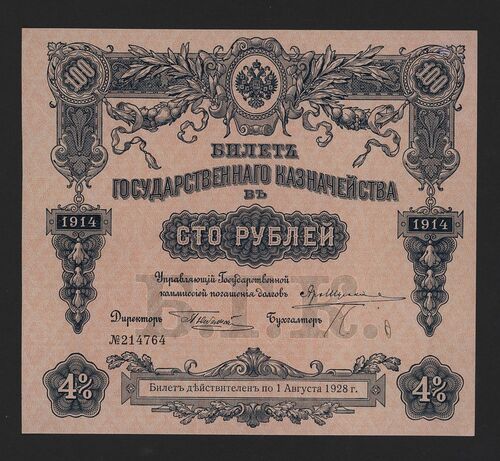 100 100
БИЛЕТЪ
ГОСУДАРСТВЕННАГО КАЗНАЧЕЙСТВА
ВЪ
1914 1914
СТО РУБЛЕЙ
Управляющій Государственной
коммиссіей погашенія долговъ
Директоръ Бухгалтеръ
№214764
4% 4%
Билетъ дѣйствителенъ по 1 Августа 1928 г.